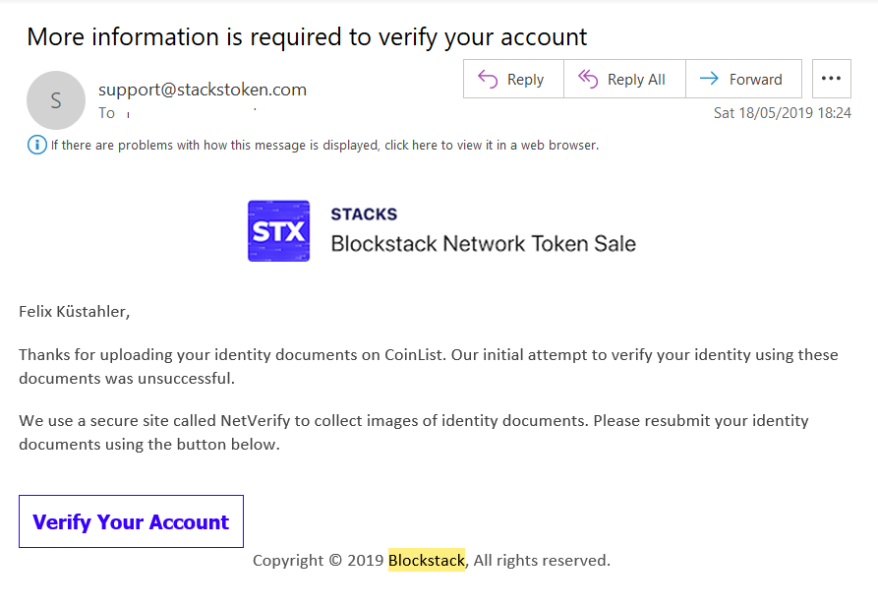 More information is required to verify your account
S
support@stackstoken.com
Reply
Reply All
Forward
To
Sat 18/05/2019 18:24
If there are problems with how this message is displayed, click here to view it in a web browser.
STX
STACKS
Blockstack Network Token Sale
Felix Küstahler,
Thanks for uploading your identity documents on CoinList. Our initial attempt to verify your identity using these
documents was unsuccessful.
We use a secure site called NetVerify to collect images of identity documents. Please resubmit your identity
documents using the button below.
Verify Your Account
Copyright © 2019 Blockstack, All rights reserved.